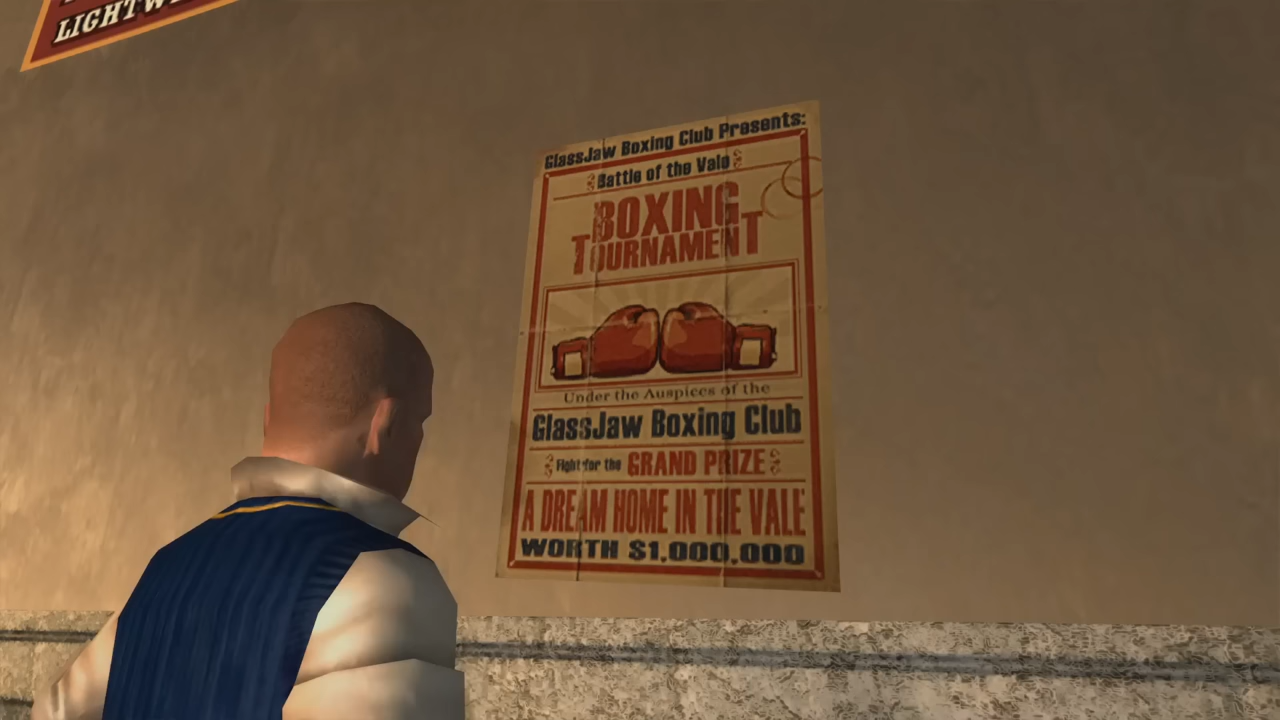 GlassJaw Boxing Club Presents:
Battle of the Vale
BOXING
TOURNAMENT
Under the Auspices of the
GlassJaw Boxing Club
Fight for the GRAND PRIZE
A DREAM HOME IN THE VALE
WORTH $1,000,000